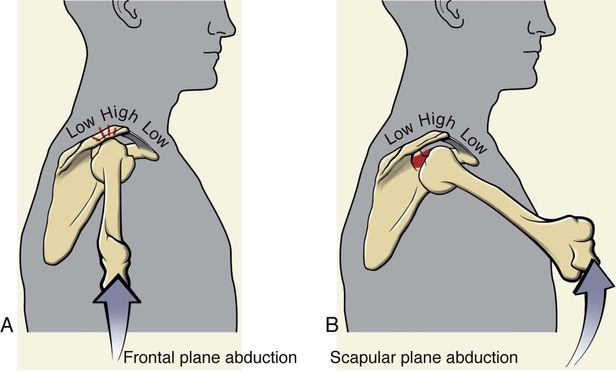 Low High Low
Low High Low
A
B
Frontal plane abduction
Scapular plane abduction